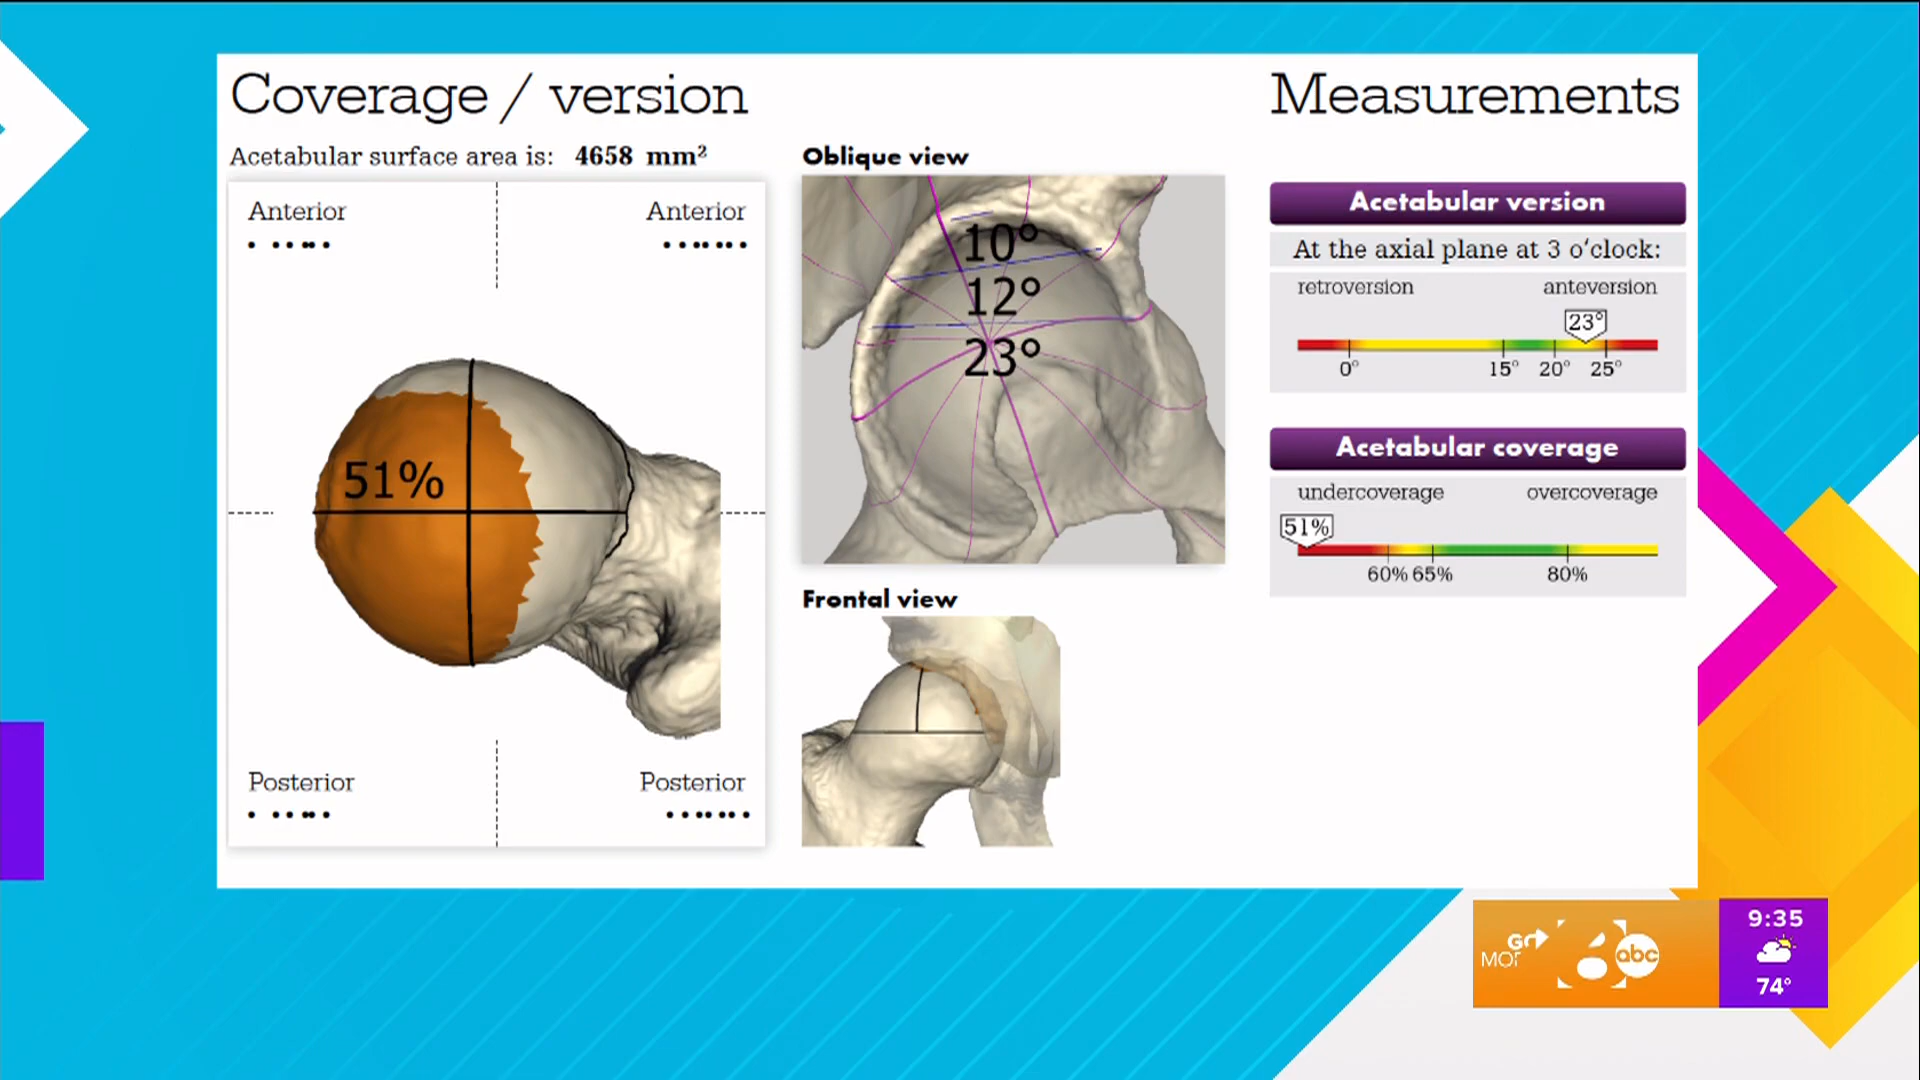 Coverage / version
Acetabular surface area is: 4658 mm²
Anterior
Anterior
51%
Posterior
Posterior
Oblique view
10°
12°
23°
Frontal view
Measurements
Acetabular version
At the axial plane at 3 o'clock:
retroversion anteversion
23°
0° 15° 20° 25°
Acetabular coverage
undercoverage overcoverage
51%
60% 65% 80%
abc
9:35
74°